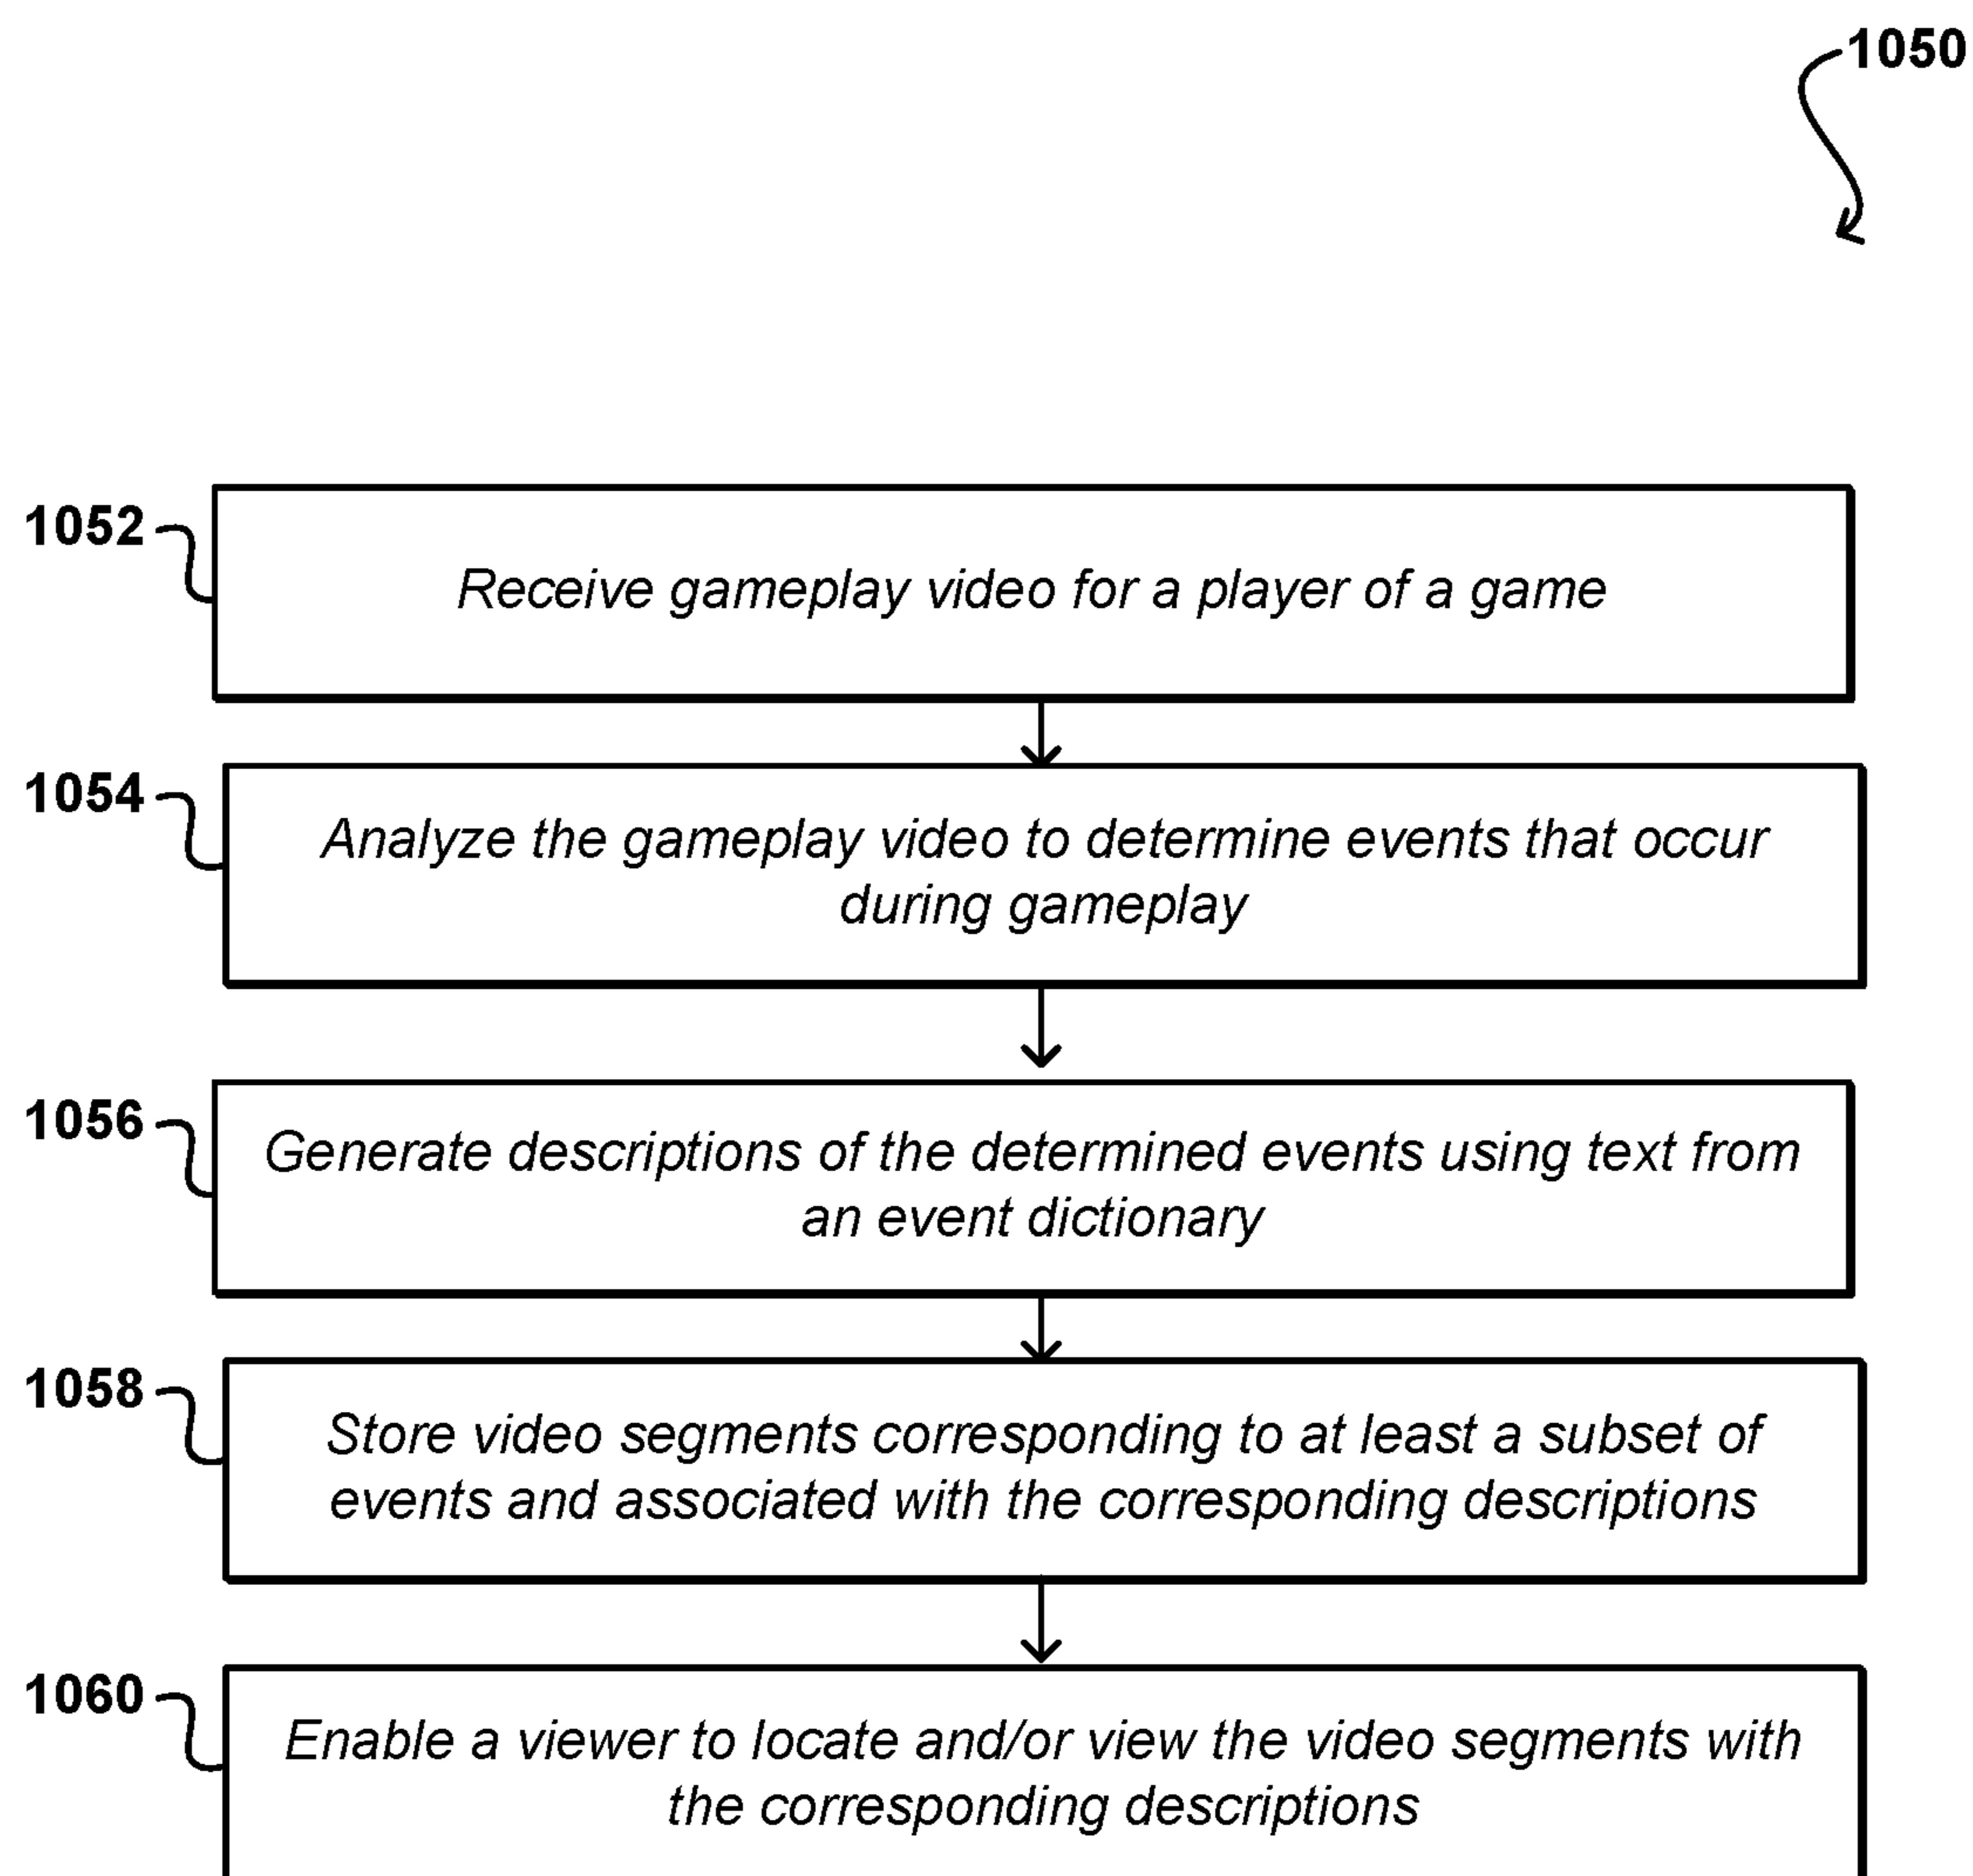 1050
1052
Receive gameplay video for a player of a game
1054
Analyze the gameplay video to determine events that occur
during gameplay
1056
Generate descriptions of the determined events using text from
an event dictionary
1058
Store video segments corresponding to at least a subset of
events and associated with the corresponding descriptions
1060
Enable a viewer to locate and/or view the video segments with
the corresponding descriptions